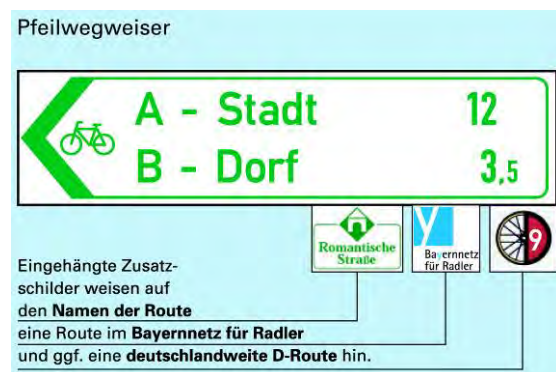 Pfeilwegweiser
A - Stadt 12
B - Dorf 3,5
Romantische
Straße
Bayernnetz
für Radler
9
Eingehängte Zusatz-
schilder weisen auf
den Namen der Route
eine Route im Bayernnetz für Radler
und ggf. eine deutschlandweite D-Route hin.